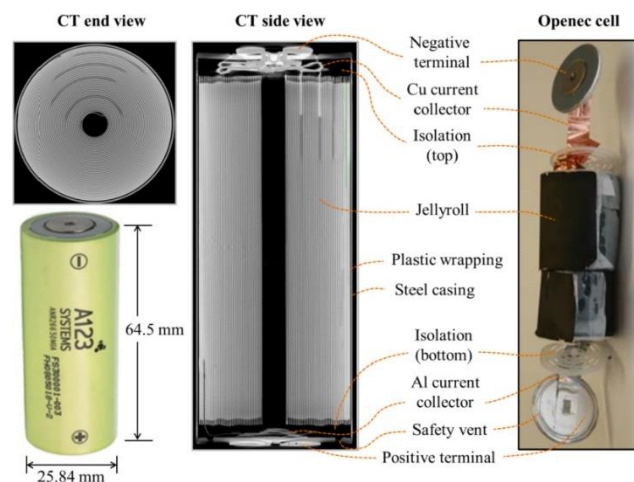 CT end view
CT side view
Openec cell
Negative
terminal
Cu current
collector
Isolation
(top)
Jellyroll
Plastic wrapping
Steel casing
Isolation
(bottom)
Al current
collector
Safety vent
Positive terminal
A123
SYSTEMS
64.5 mm
25.84 mm